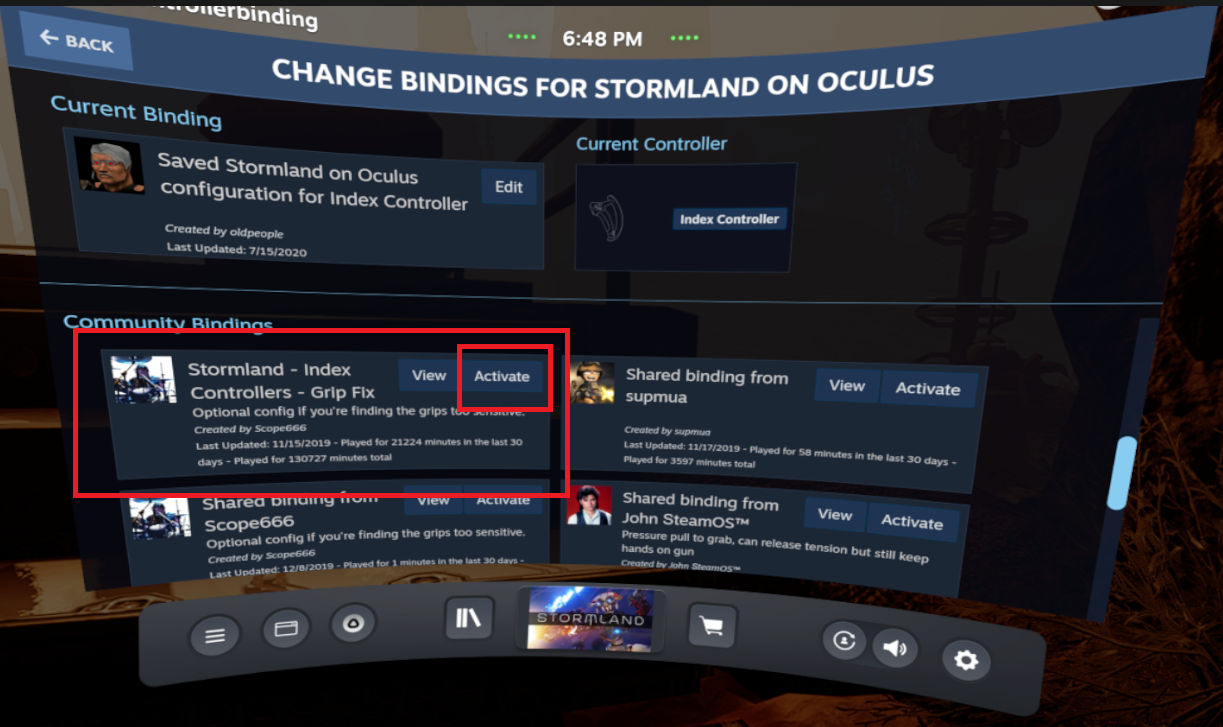 ollerbinding
← BACK
6:48 PM
CHANGE BINDINGS FOR STORMLAND ON OCULUS
Current Binding
Saved Stormland on Oculus
configuration for Index Controller
Edit
Created by oldpeople
Last Updated: 7/15/2020
Current Controller
Index Controller
Community Bindings
Stormland - Index
Controllers - Grip Fix
View
Activate
Optional config if you're finding the grips too sensitive.
Created by Scope666
Last Updated: 11/15/2019 - Played for 21224 minutes in the last 30
days - Played for 130727 minutes total
Shared binding from
supmua
View
Activate
Created by supmua
Last Updated: 11/17/2019 - Played for 58 minutes in the last 30 days -
Played for 3597 minutes total
Shared binding from
Scope666
View
Activate
Optional config if you're finding the grips too sensitive.
Created by Scope666
Last Updated: 12/8/2019 - Played for 1 minutes in the last 30 days -
Shared binding from
John SteamOS™
View
Activate
Pressure pull to grab, can release tension but still keep
hands on gun
Created by John SteamOS™
STORMLAND